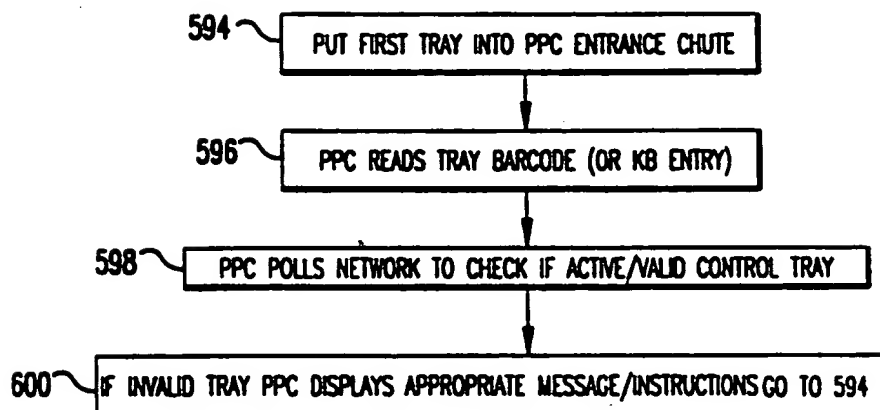 594 PUT FIRST TRAY INTO PPC ENTRANCE CHUTE
596 PPC READS TRAY BARCODE (OR KB ENTRY)
598 PPC POLLS NETWORK TO CHECK IF ACTIVE/VALID CONTROL TRAY
600 IF INVALID TRAY PPC DISPLAYS APPROPRIATE MESSAGE/INSTRUCTIONS GO TO 594